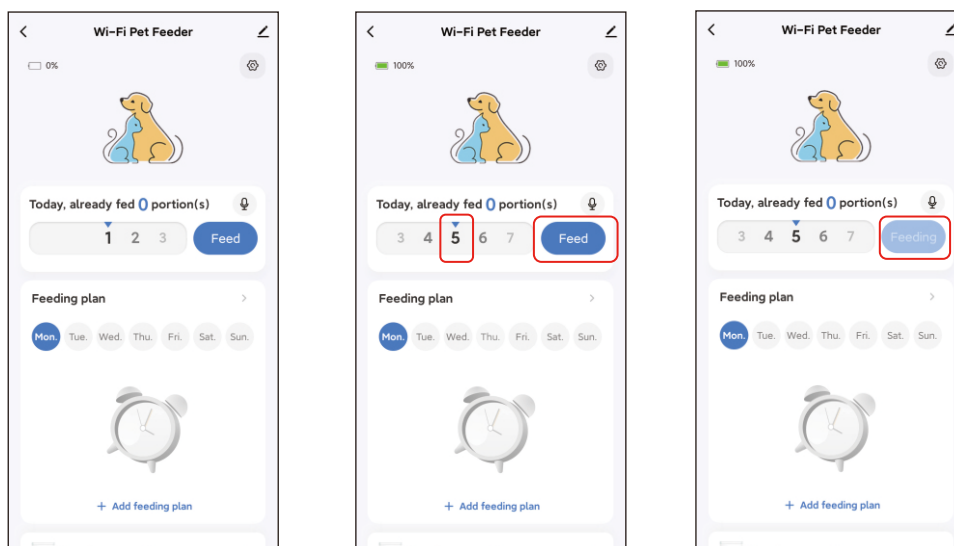 Wi-Fi Pet Feeder
0%
Today, already fed 0 portion(s)
1 2 3 Feed
Feeding plan
Mon. Tue. Wed. Thu. Fri. Sat. Sun.
+ Add feeding plan
Wi-Fi Pet Feeder
100%
Today, already fed 0 portion(s)
3 4 5 6 7 Feed
Feeding plan
Mon. Tue. Wed. Thu. Fri. Sat. Sun.
+ Add feeding plan
Wi-Fi Pet Feeder
100%
Today, already fed 0 portion(s)
3 4 5 6 7 Feeding
Feeding plan
Mon. Tue. Wed. Thu. Fri. Sat. Sun.
+ Add feeding plan